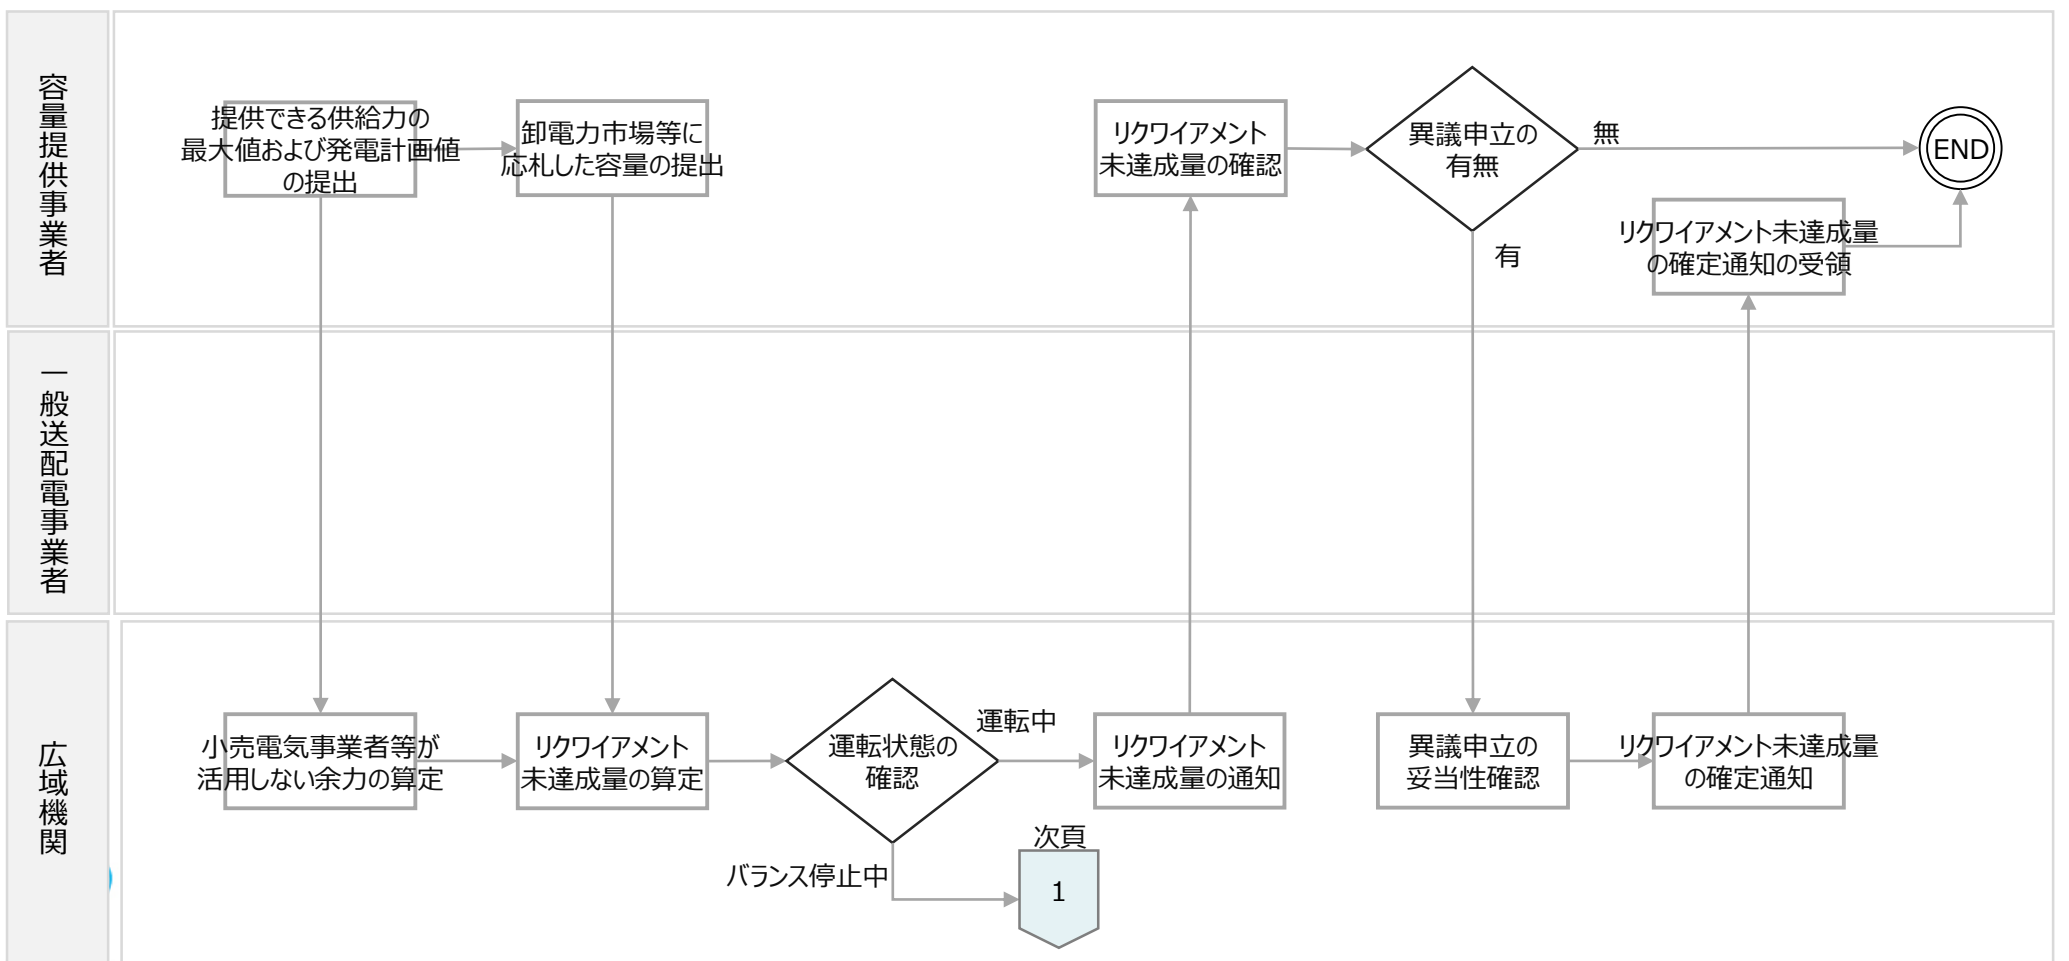 容量提供事業者
提供できる供給力の
最大値および発電計画値
の提出
卸電力市場等に
応札した容量の提出
リクワイアメント
未達成量の確認
異議申立の
有無
無
有
END
リクワイアメント未達成量
の確定通知の受領
一般送配電事業者
広域機関
小売電気事業者等が
活用しない余力の算定
リクワイアメント
未達成量の算定
運転状態の
確認
運転中
バランス停止中
次頁
1
リクワイアメント
未達成量の通知
異議申立の
妥当性確認
リクワイアメント未達成量
の確定通知